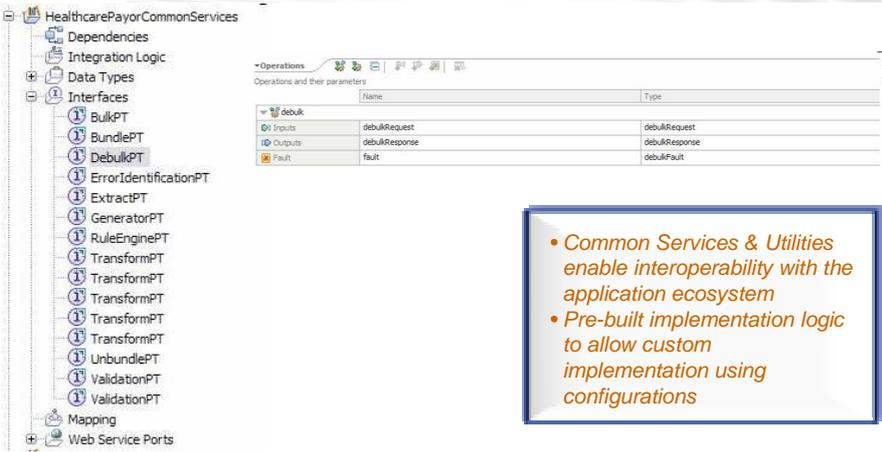 HealthcarePayorCommonServices
Dependencies
Integration Logic
Data Types
Interfaces
BulkPT
BundlePT
DebulkPT
ErrorIdentificationPT
ExtractPT
GeneratorPT
RuleEnginePT
TransformPT
TransformPT
TransformPT
TransformPT
TransformPT
UnbundlePT
ValidationPT
ValidationPT
Mapping
Web Service Ports
Operations
Operations and their parameters
Name Type
debulk
Inputs debulkRequest debulkRequest
Outputs debulkResponse debulkResponse
Fault fault debulkFault
• Common Services & Utilities
enable interoperability with the
application ecosystem
• Pre-built implementation logic
to allow custom
implementation using
configurations